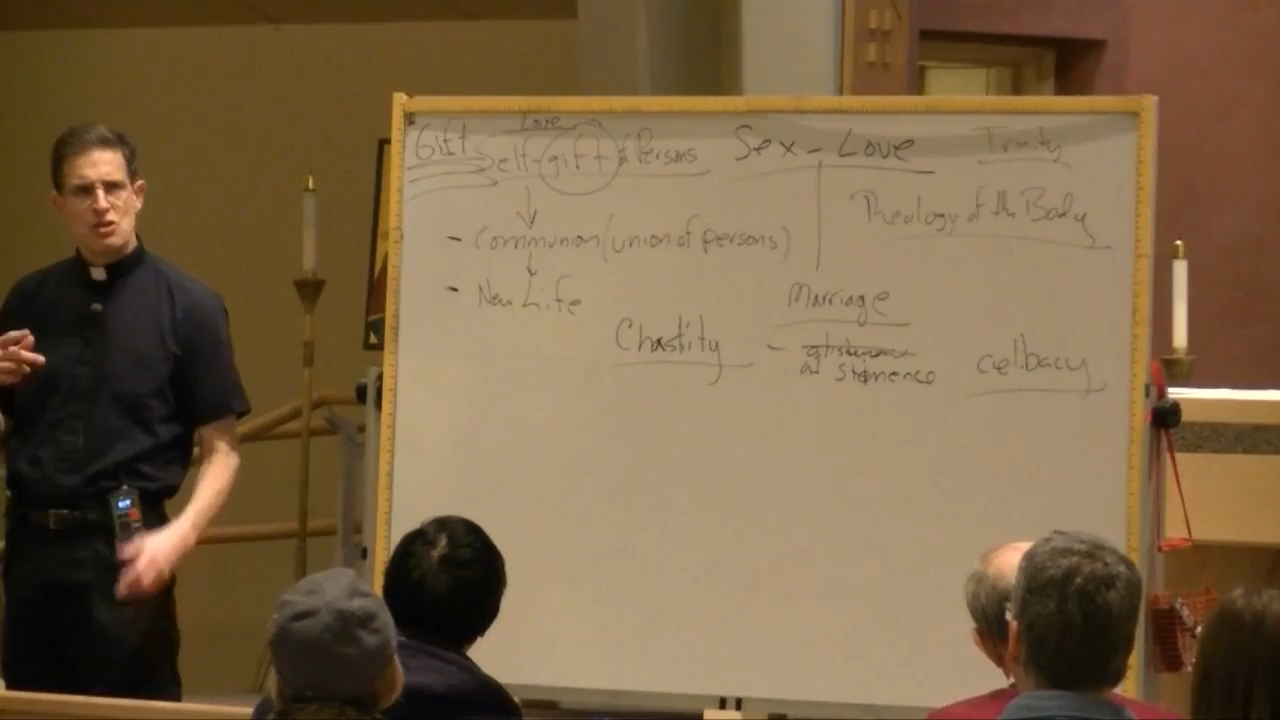 Love
Gift Self-gift of Persons
Sex - Love
Trinity
Theology of the Body
- Communion (union of persons)
- New Life
Marriage
Chastity -
abstinence
celibacy